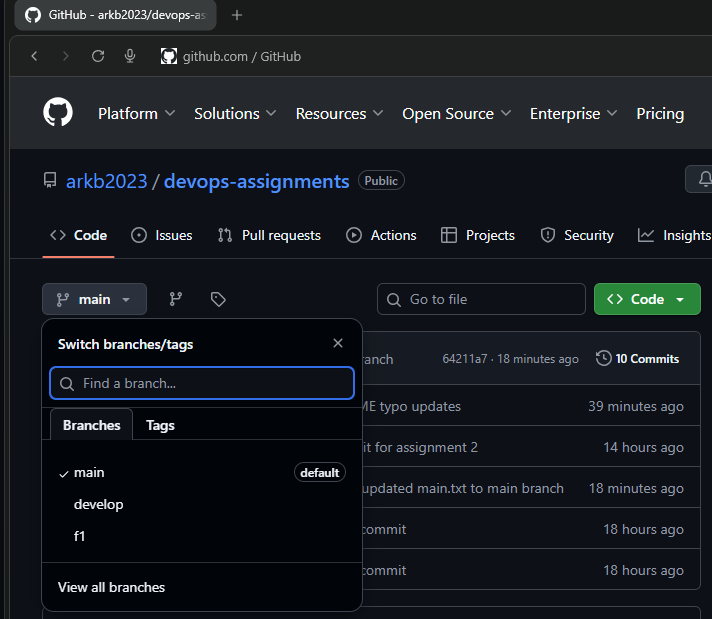 GitHub - arkb2023/devops-as
github.com / GitHub
Platform Solutions Resources Open Source Enterprise Pricing
arkb2023 / devops-assignments Public
Code Issues Pull requests Actions Projects Security Insights
main Go to file Code
Switch branches/tags
Find a branch...
Branches Tags
main default
develop
f1
View all branches
ranch 64211a7 · 18 minutes ago 10 Commits
ME typo updates 39 minutes ago
it for assignment 2 14 hours ago
updated main.txt to main branch 18 minutes ago
commit 18 hours ago
commit 18 hours ago